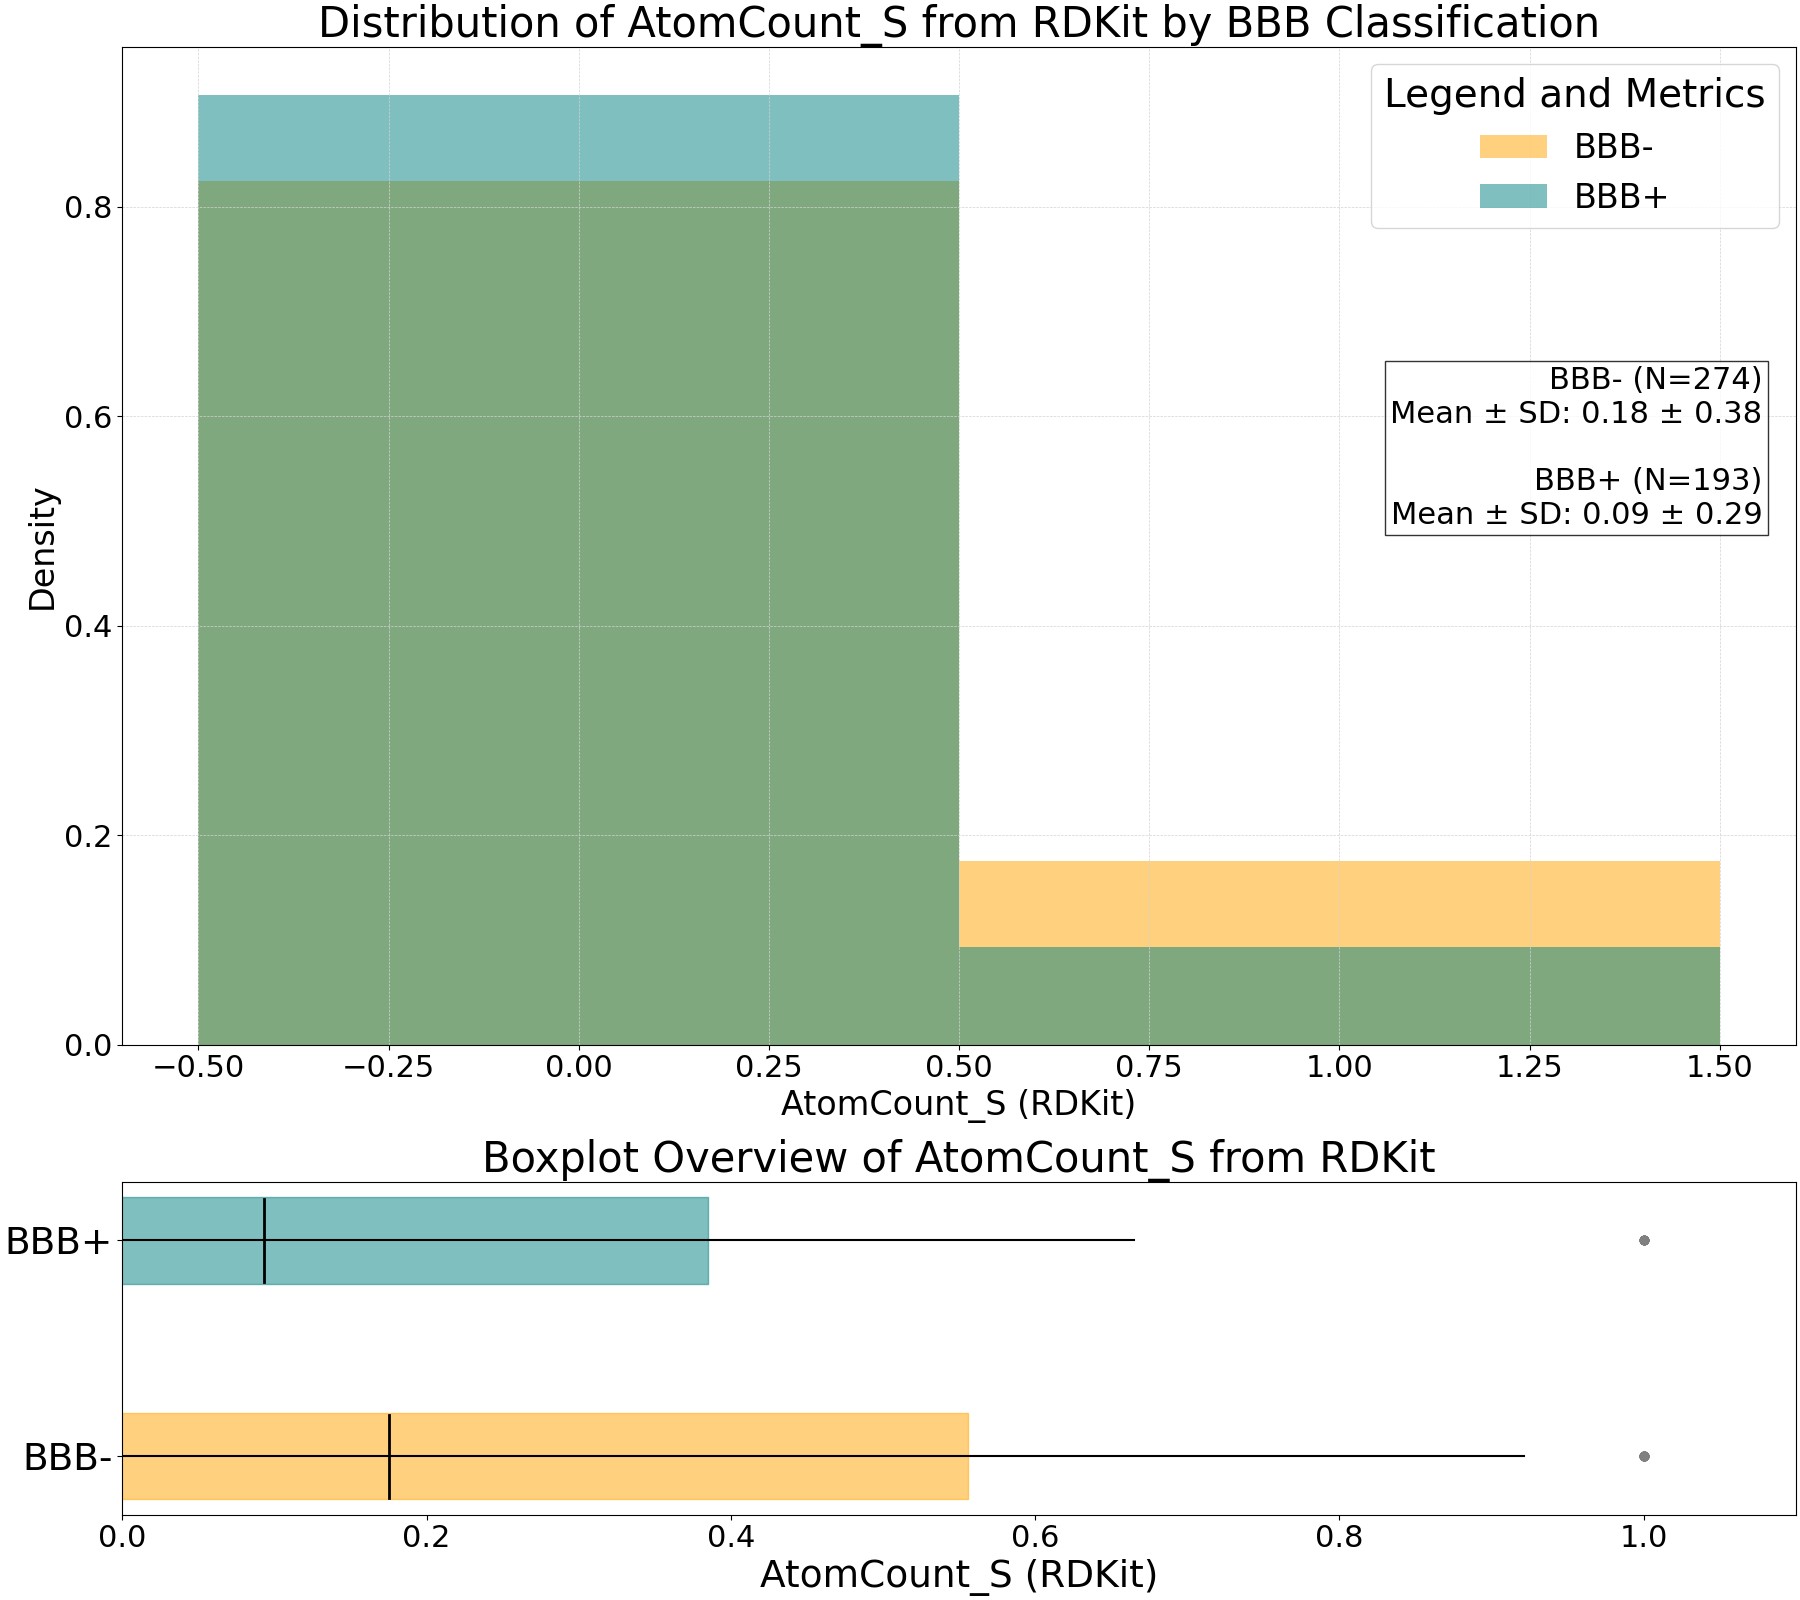 Distribution of AtomCount_S from RDKit by BBB Classification
Legend and Metrics
BBB-
BBB+
BBB- (N=274)
Mean ± SD: 0.18 ± 0.38
BBB+ (N=193)
Mean ± SD: 0.09 ± 0.29
Density
0.8
0.6
0.4
0.2
0.0
−0.50 −0.25 0.00 0.25 0.50 0.75 1.00 1.25 1.50
AtomCount_S (RDKit)
Boxplot Overview of AtomCount_S from RDKit
BBB+
BBB-
0.0 0.2 0.4 0.6 0.8 1.0
AtomCount_S (RDKit)